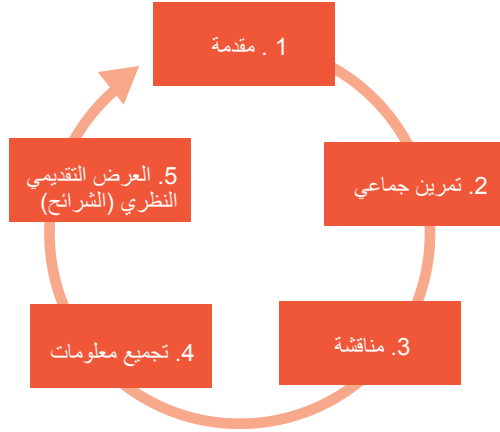 1 . مقدمة
2. تمرين جماعي
3. مناقشة
4. تجميع معلومات
5. العرض التقديمي
النظري (الشرائح)